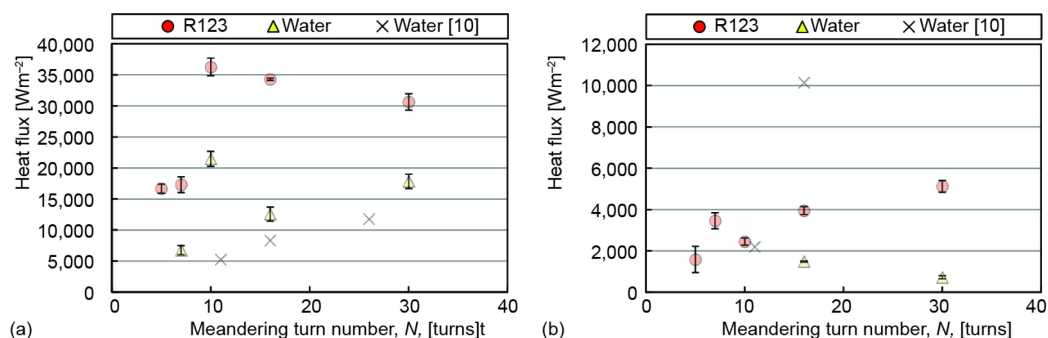 R123 Water Water [10]
40,000
35,000
30,000
25,000
20,000
15,000
10,000
5,000
0
Heat flux [Wm⁻²]
0 10 20 30 40
Meandering turn number, N, [turns]t
(a)
R123 Water Water [10]
12,000
10,000
8,000
6,000
4,000
2,000
0
Heat flux [Wm⁻²]
0 10 20 30 40
Meandering turn number, N, [turns]
(b)